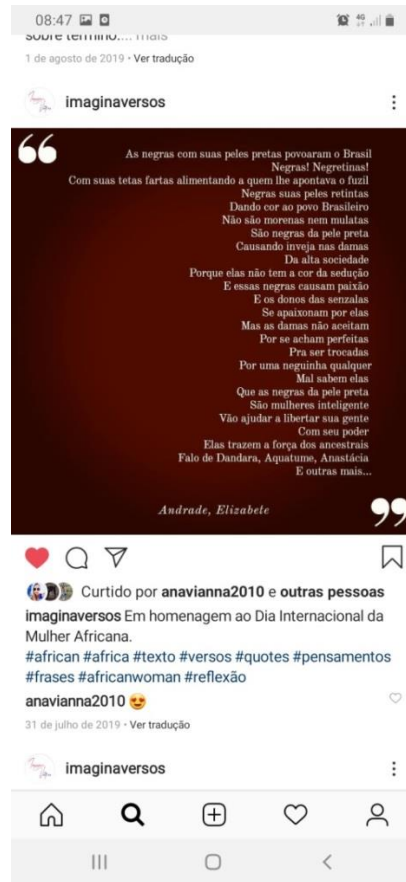 08:47
4G
sobre término.... mais
1 de agosto de 2019 • Ver tradução
imaginaversos
As negras com suas peles pretas povoaram o Brasil
Negras! Negretinas!
Com suas tetas fartas alimentando a quem lhe apontava o fuzil
Negras suas peles retintas
Dando cor ao povo Brasileiro
Não são morenas nem mulatas
São negras da pele preta
Causando inveja nas damas
Da alta sociedade
Porque elas não tem a cor da sedução
E essas negras causam paixão
E os donos das senzalas
Se apaixonam por elas
Mas as damas não aceitam
Por se acham perfeitas
Pra ser trocadas
Por uma neguinha qualquer
Mal sabem elas
Que as negras da pele preta
São mulheres inteligente
Vão ajudar a libertar sua gente
Com seu poder
Elas trazem a força dos ancestrais
Falo de Dandara, Aquatume, Anastácia
E outras mais...
Andrade, Elizabete
Curtido por anavianna2010 e outras pessoas
imaginaversos Em homenagem ao Dia Internacional da
Mulher Africana.
#african #africa #texto #versos #quotes #pensamentos
#frases #africanwoman #reflexão
anavianna2010 😍
31 de julho de 2019 • Ver tradução
imaginaversos